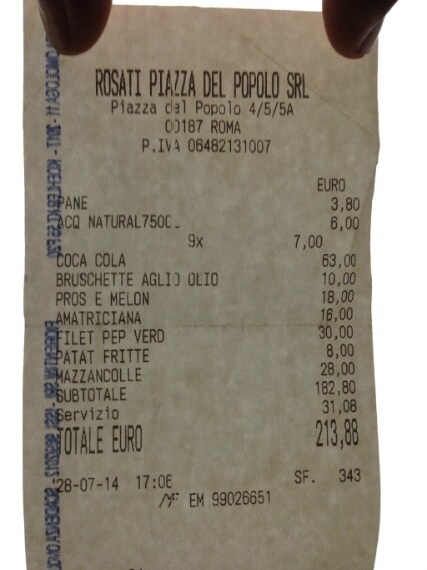 ROSATI PIAZZA DEL POPOLO SRL
Piazza del Popolo 4/5/5A
00187 ROMA
P.IVA 06482131007
EURO
PANE 3,80
ACQ NATURAL750CL 6,00
9x 7,00
COCA COLA 63,00
BRUSCHETTE AGLIO OLIO 10,00
PROS E MELON 18,00
AMATRICIANA 16,00
FILET PEP VERD 30,00
PATAT FRITTE 8,00
MAZZANCOLLE 28,00
SUBTOTALE 182,80
Servizio 31,08
TOTALE EURO 213,88
28-07-14 17:06 SF. 343
MF EM 99026651